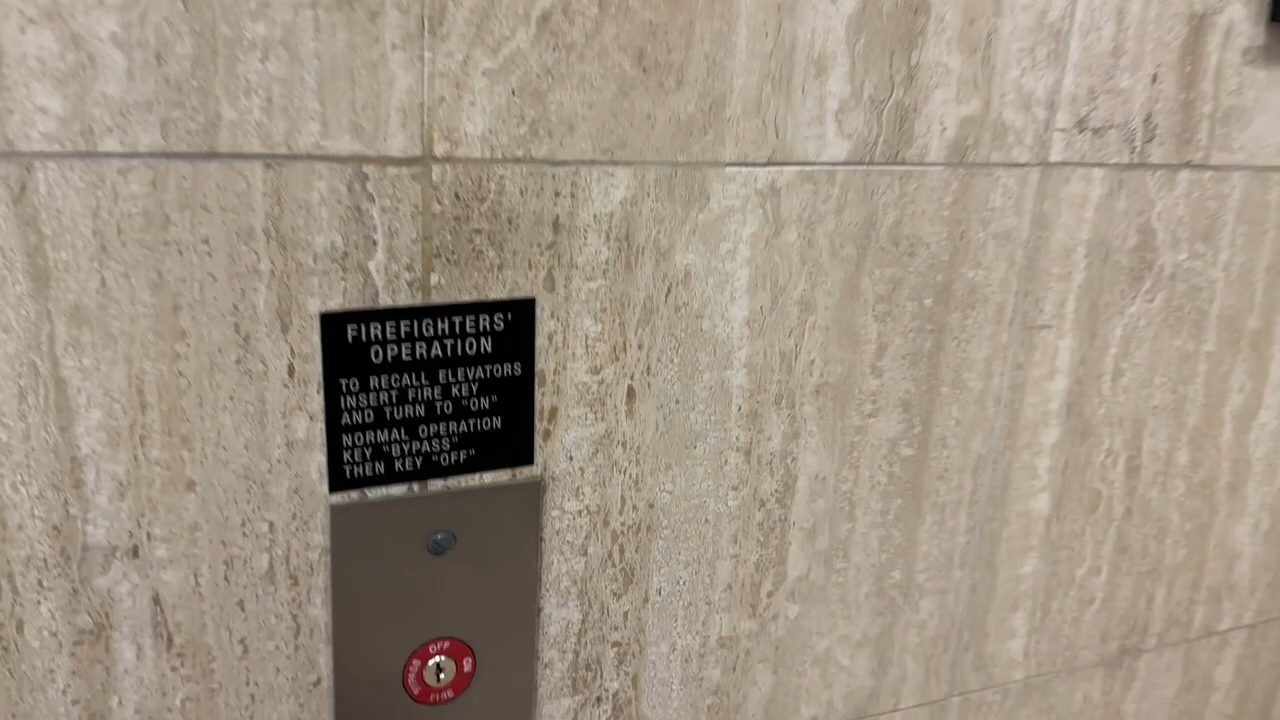 FIREFIGHTERS'
OPERATION
TO RECALL ELEVATORS
INSERT FIRE KEY
AND TURN TO "ON"
NORMAL OPERATION
KEY "BYPASS"
THEN KEY "OFF"
OFF
BYPASS ON
FIRE